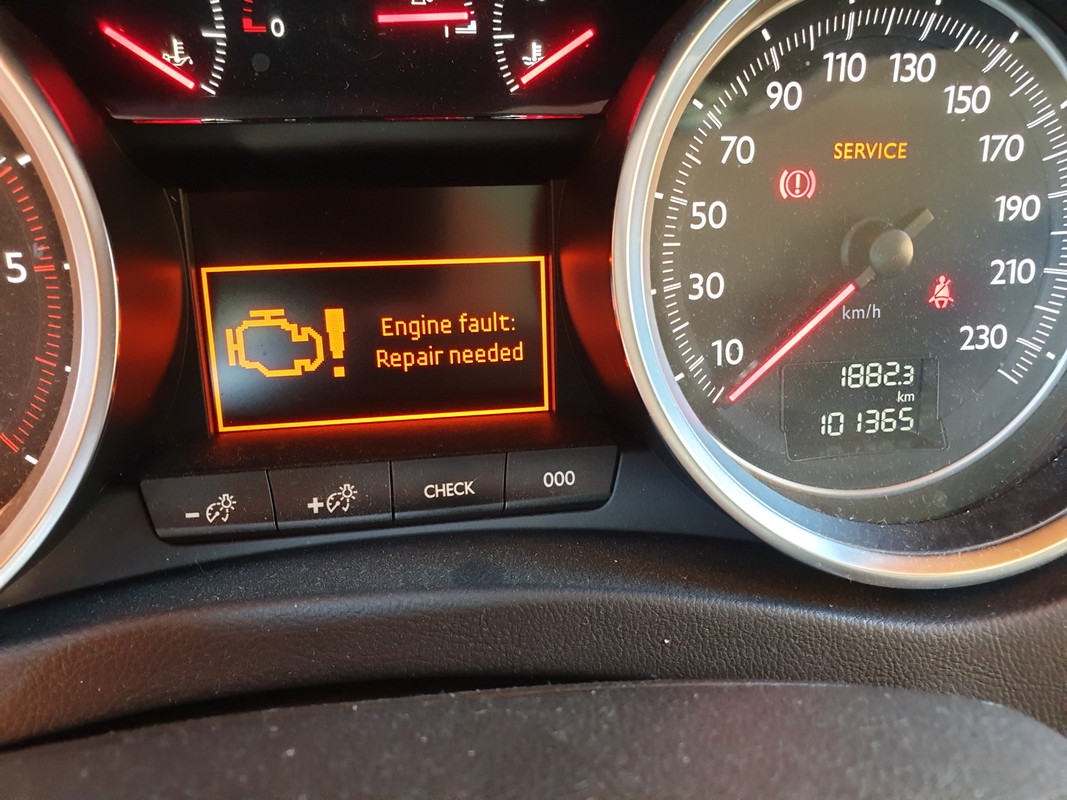 0
1
5
110 130
90 150
70 170
SERVICE
50 190
30 210
10 230
km/h
Engine fault:
Repair needed
1882.3
km
101365
- + CHECK 000